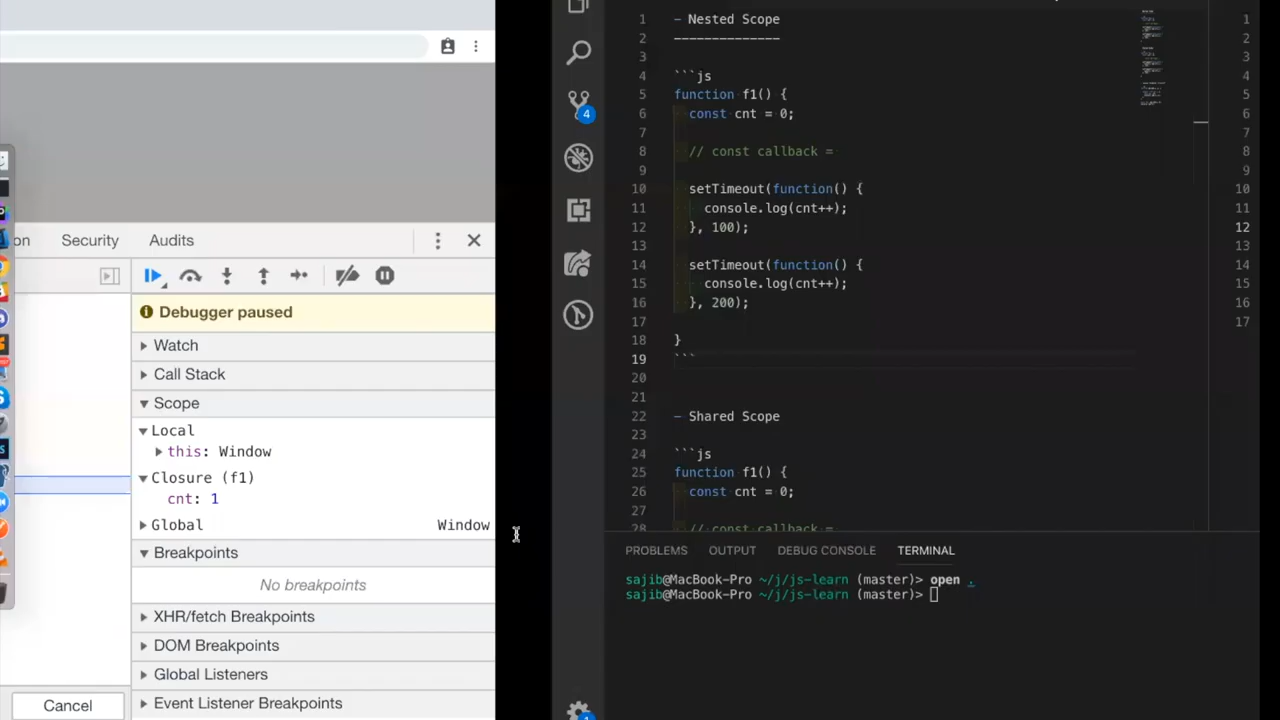 on Security Audits
Debugger paused
Watch
Call Stack
Scope
Local
this: Window
Closure (f1)
cnt: 1
Global Window
Breakpoints
No breakpoints
XHR/fetch Breakpoints
DOM Breakpoints
Global Listeners
Event Listener Breakpoints
Cancel
4
1
1 - Nested Scope
2 --------------
3
4 ```js
5 function f1() {
6 const cnt = 0;
7
8 // const callback =
9
10 setTimeout(function() {
11 console.log(cnt++);
12 }, 100);
13
14 setTimeout(function() {
15 console.log(cnt++);
16 }, 200);
17
18 }
19 ```
20
21
22 - Shared Scope
23
24 ```js
25 function f1() {
26 const cnt = 0;
27
28 // const callback =
1
2
3
4
5
6
7
8
9
10
11
12
13
14
15
16
17
PROBLEMS OUTPUT DEBUG CONSOLE TERMINAL
sajib@MacBook-Pro ~/j/js-learn (master)> open .
sajib@MacBook-Pro ~/j/js-learn (master)>